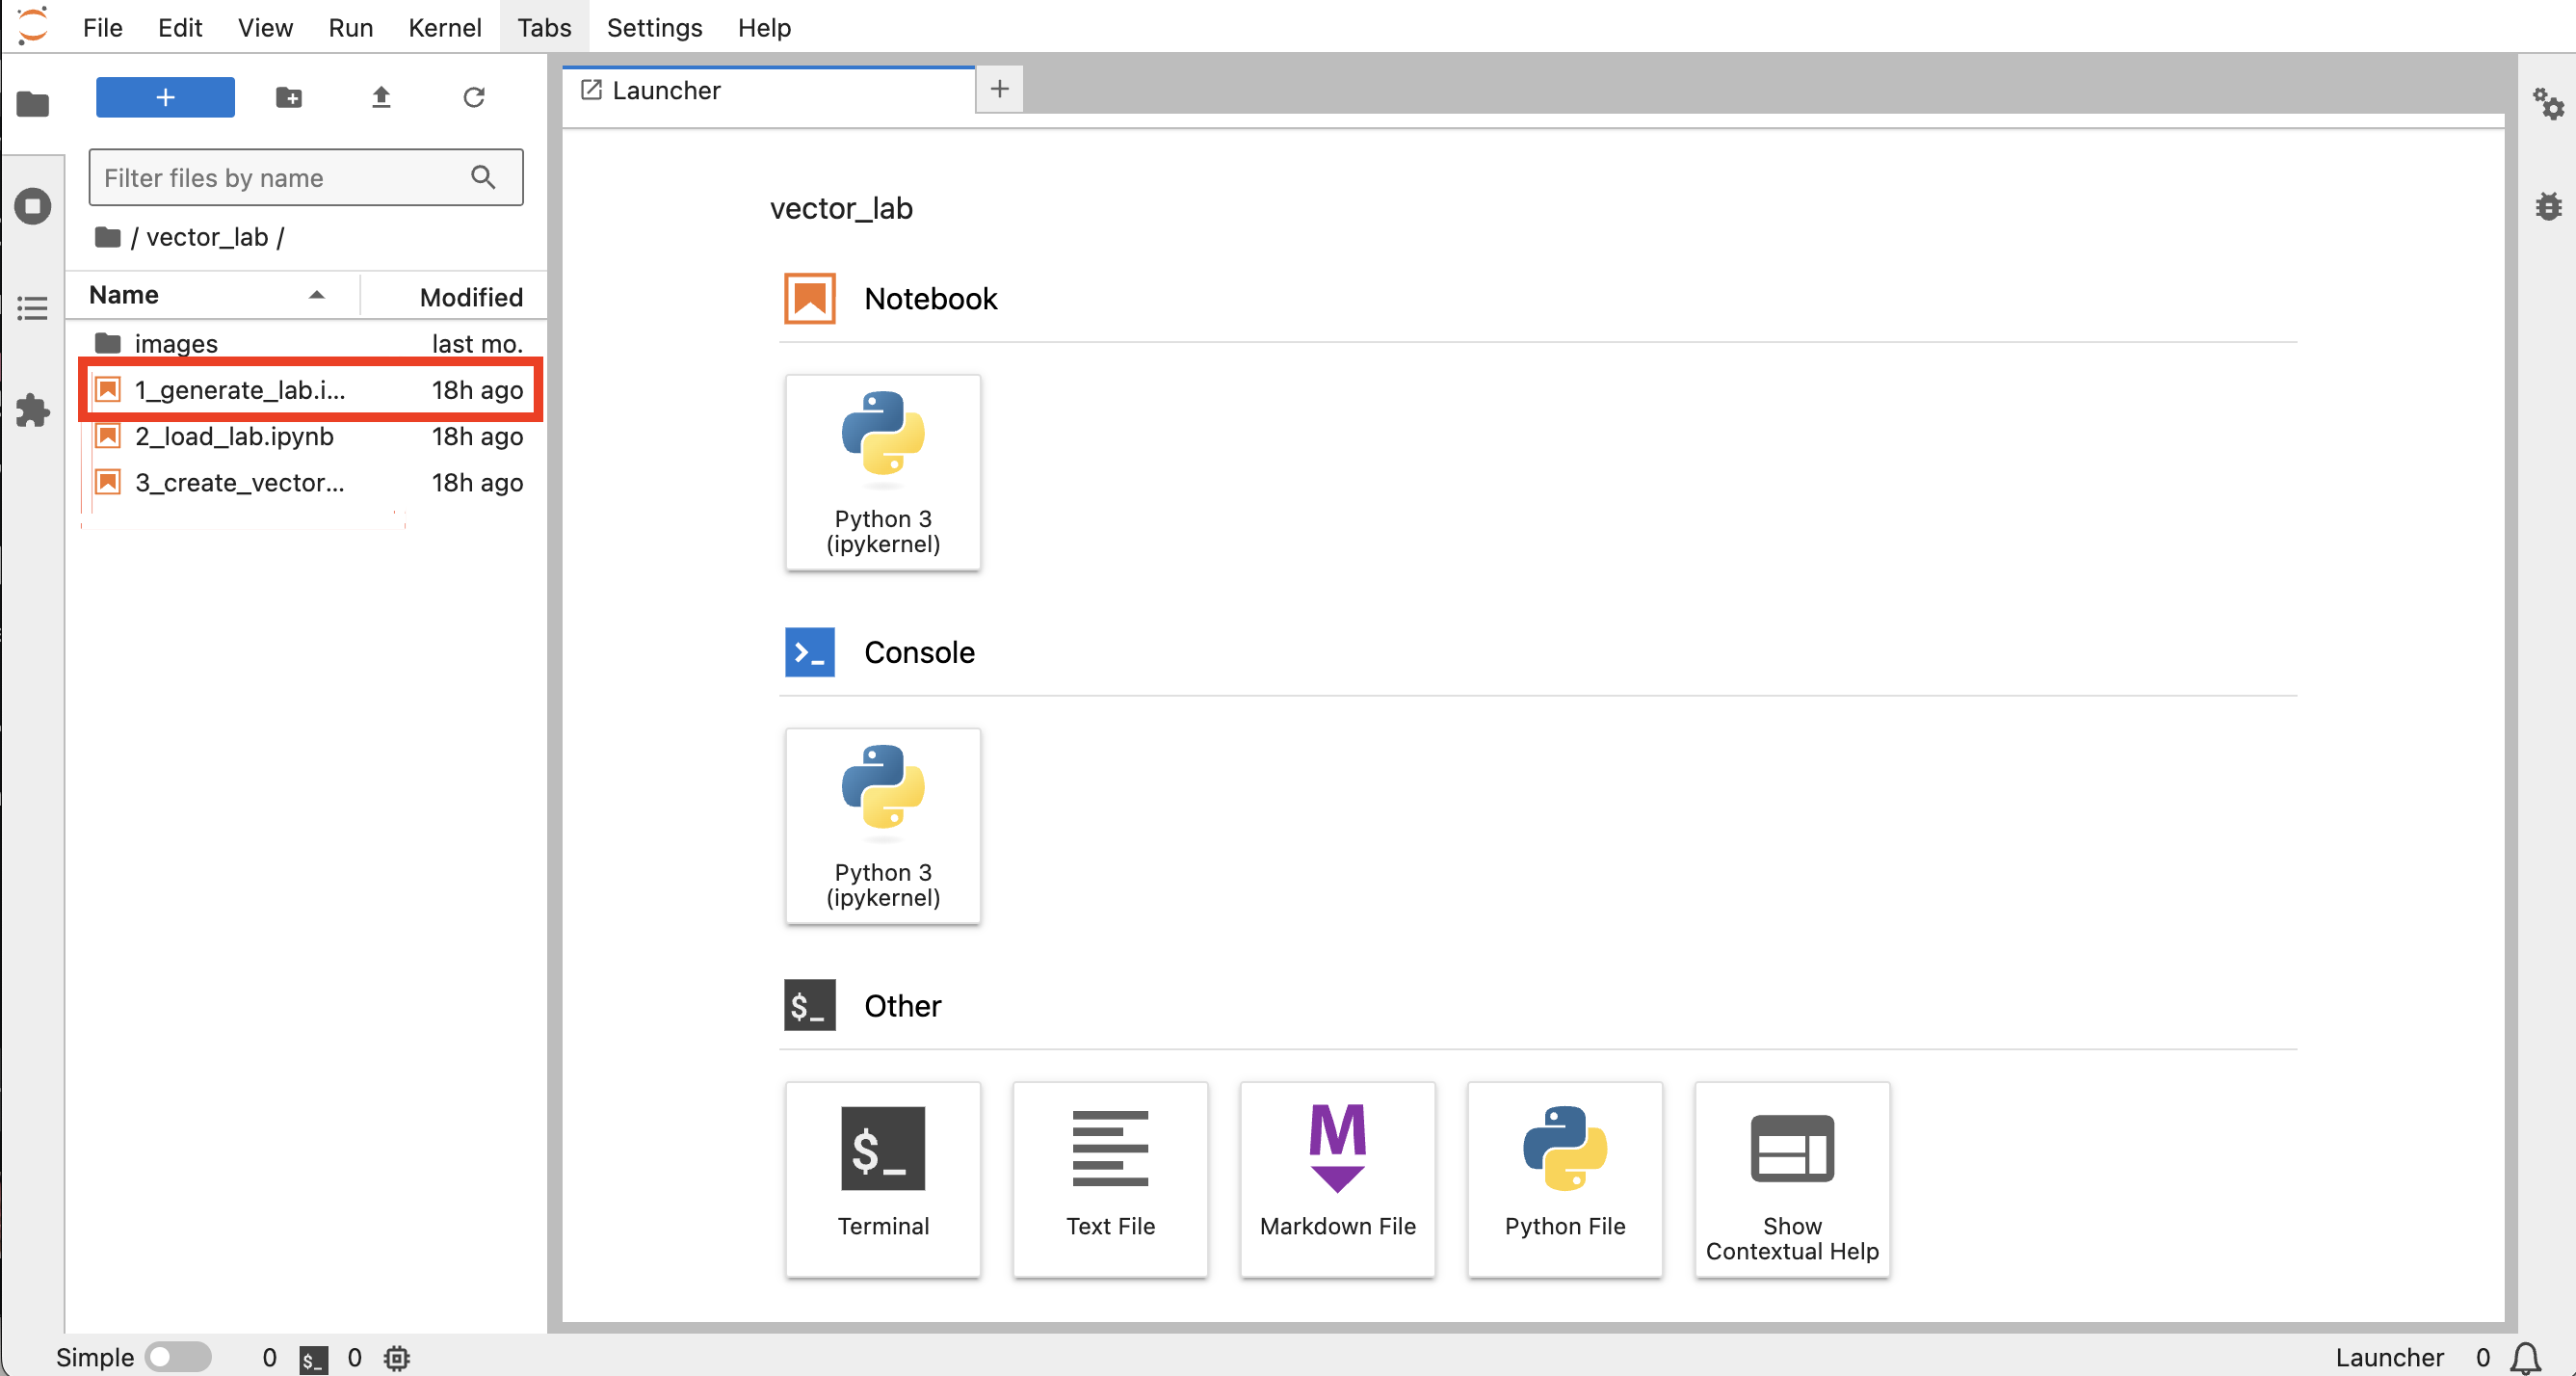 File Edit View Run Kernel Tabs Settings Help
Launcher
Filter files by name
/ vector_lab /
Name Modified
images last mo.
1_generate_lab.i... 18h ago
2_load_lab.ipynb 18h ago
3_create_vector... 18h ago
vector_lab
Notebook
Python 3
(ipykernel)
>_ Console
Python 3
(ipykernel)
$_ Other
$_
Terminal
Text File
M
Markdown File
Python File
Show
Contextual Help
Simple 0 $_ 0
Launcher 0